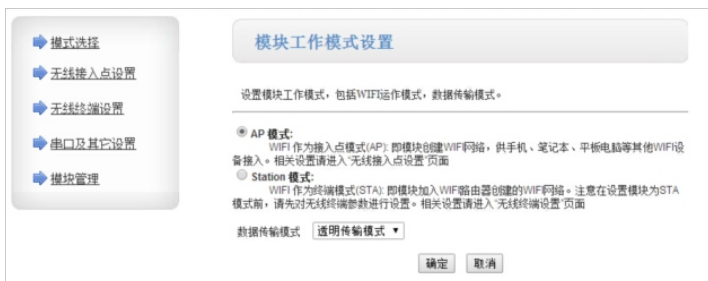 模式选择
无线接入点设置
无线终端设置
串口及其它设置
模块管理
模块工作模式设置
设置模块工作模式，包括WIFI运作模式，数据传输模式。
AP 模式:
WIFI 作为接入点模式(AP): 即模块创建WIFI网络，供手机、笔记本、平板电脑等其他WIFI设
备接入。相关设置请进入“无线接入点设置”页面
Station 模式:
WIFI 作为终端模式(STA): 即模块加入WIFI路由器创建的WIFI网络。注意在设置模块为STA
模式前，请先对无线终端参数进行设置。相关设置请进入“无线终端设置”页面
数据传输模式 透明传输模式
确定 取消